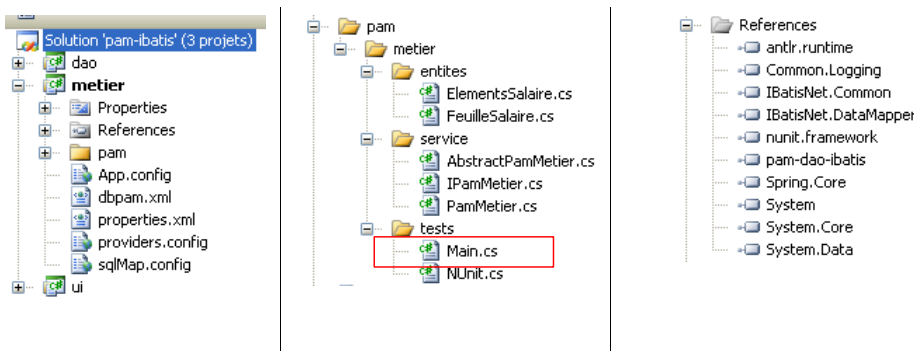 Solution 'pam-ibatis' (3 projets)
dao
metier
Properties
References
pam
App.config
dbpam.xml
properties.xml
providers.config
sqlMap.config
ui
pam
metier
entites
ElementsSalaire.cs
FeuilleSalaire.cs
service
AbstractPamMetier.cs
IPamMetier.cs
PamMetier.cs
tests
Main.cs
NUnit.cs
References
antlr.runtime
Common.Logging
IBatisNet.Common
IBatisNet.DataMapper
nunit.framework
pam-dao-ibatis
Spring.Core
System
System.Core
System.Data